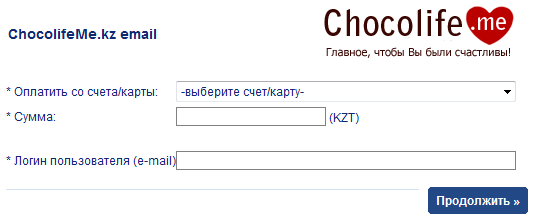 ChocolifeMe.kz email
Chocolife.me
Главное, чтобы Вы были счастливы!
* Оплатить со счета/карты: -выберите счет/карту-
* Сумма: (KZT)
* Логин пользователя (e-mail)
Продолжить »